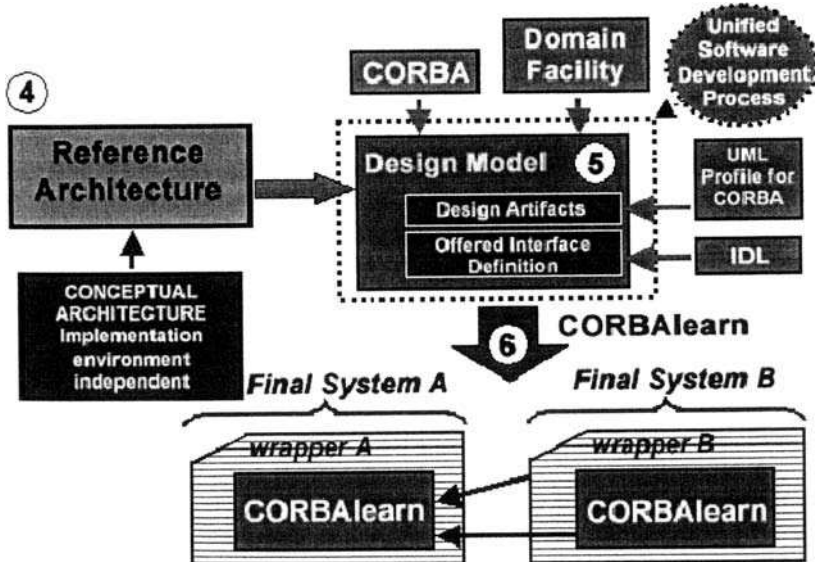 4
Reference
Architecture
CONCEPTUAL
ARCHITECTURE
Implementation
environment
independent
CORBA
Domain
Facility
Unified
Software
Development
Process
Design Model
5
Design Artifacts
Offered Interface
Definition
UML
Profile for
CORBA
IDL
6
CORBAlearn
Final System A
Final System B
wrapper A
CORBAlearn
wrapper B
CORBAlearn